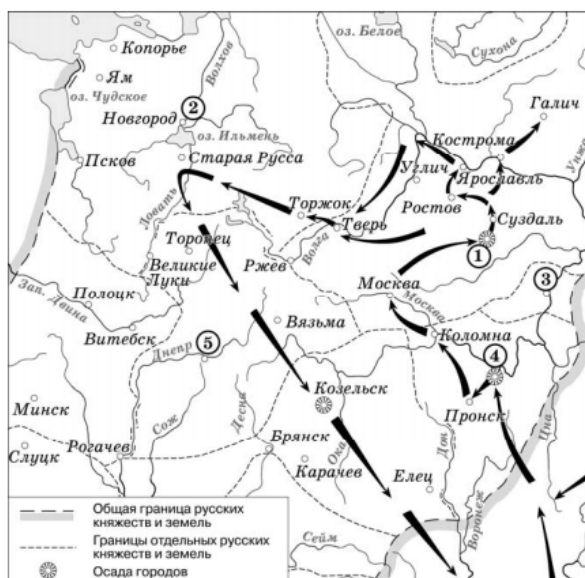 оз. Белое
Сухона
Копорье
Ям
Волхов
оз. Чудское
Галич
Новгород
2
оз. Ильмень
Кострома
Унжа
Псков
Старая Русса
Углич
Ярославль
Ловать
Торжок
Ростов
Суздаль
Тверь
Торопец
Волга
1
Великие
Луки
Ржев
Москва
3
Зап. Двина
Полоцк
Москва
Витебск
5
Вязьма
Коломна
4
Днепр
Козельск
Минск
Сож
Десна
Пронск
Цна
Слуцк
Рогачев
Брянск
Ока
Дон
Карачев
Елец
Воронеж
Сейм
Общая граница русских
княжеств и земель
Границы отдельных русских
княжеств и земель
Осада городов